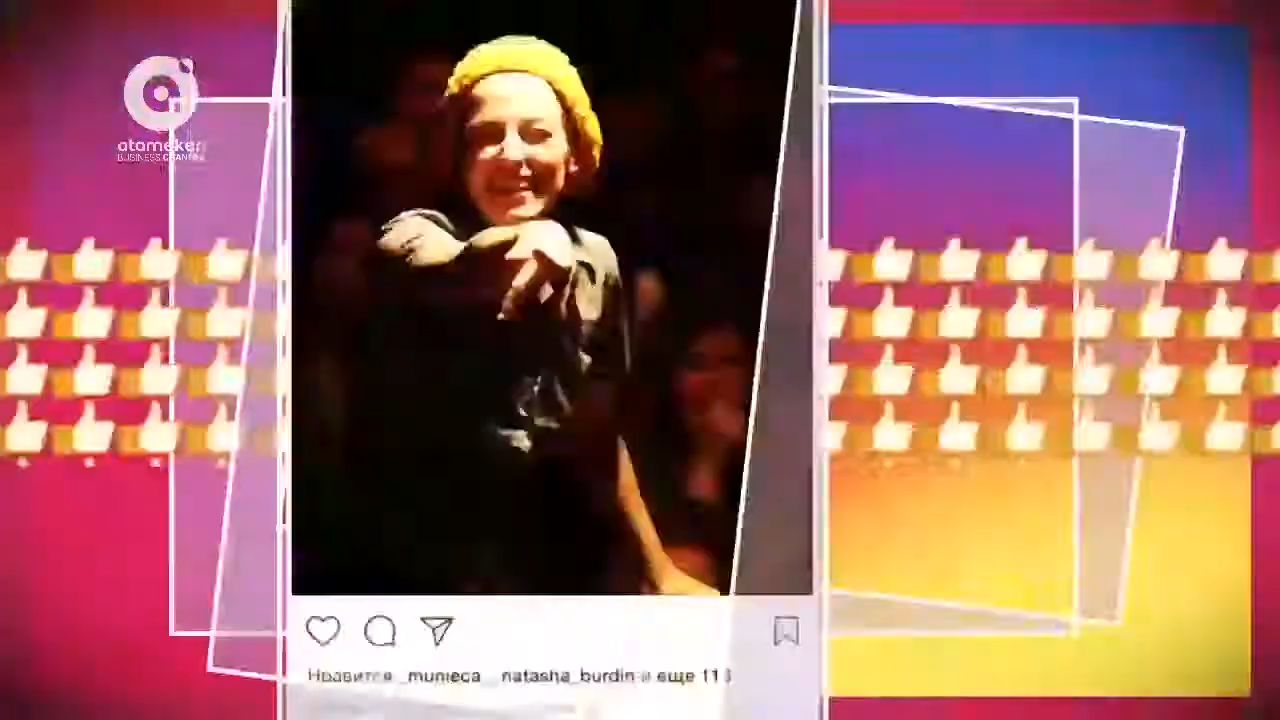 atameken
BUSINESS CHANNEL
Нравится _munieca_ natasha_burdin и еще 11